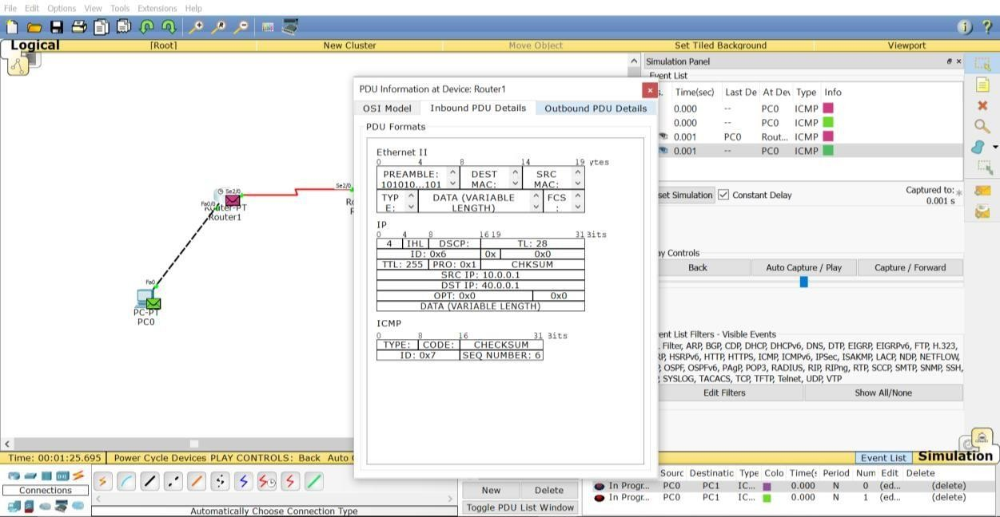 File Edit Options View Tools Extensions Help
Logical [Root] New Cluster Move Object Set Tiled Background Viewport
Simulation Panel
Event List
s. Time(sec) Last De At Dev Type Info
0.000 -- PC0 ICMP
0.000 -- PC0 ICMP
0.001 PC0 Rout... ICMP
0.001 -- PC0 ICMP
set Simulation Constant Delay Captured to: *
0.001 s
ay Controls
Back Auto Capture / Play Capture / Forward
ent List Filters - Visible Events
. Filter, ARP, BGP, CDP, DHCP, DHCPv6, DNS, DTP, EIGRP, EIGRPv6, FTP, H.323,
RP, HSRPv6, HTTP, HTTPS, ICMP, ICMPv6, IPSec, ISAKMP, LACP, NDP, NETFLOW,
, OSPF, OSPFv6, PAgP, POP3, RADIUS, RIP, RIPng, RTP, SCCP, SMTP, SNMP, SSH,
, SYSLOG, TACACS, TCP, TFTP, Telnet, UDP, VTP
Edit Filters Show All/None
PDU Information at Device: Router1
OSI Model Inbound PDU Details Outbound PDU Details
PDU Formats
Ethernet II
0 4 8 14 19 ytes
PREAMBLE: DEST SRC
101010...101 MAC: MAC:
TYP DATA (VARIABLE FCS
E: LENGTH) :
IP
0 4 8 16 19 31 Bits
4 IHL DSCP: TL: 28
ID: 0x6 0x 0x0
TTL: 255 PRO: 0x1 CHKSUM
SRC IP: 10.0.0.1
DST IP: 40.0.0.1
OPT: 0x0 0x0
DATA (VARIABLE LENGTH)
ICMP
0 8 16 31 Bits
TYPE: CODE: CHECKSUM
ID: 0x7 SEQ NUMBER: 6
Se2/0
Se2/0
Fa0/0
Router-PT
Router1
Fa0
PC-PT
PC0
Time: 00:01:25.695 Power Cycle Devices PLAY CONTROLS: Back Auto
Event List Simulation
Connections
Automatically Choose Connection Type
New Delete
Toggle PDU List Window
Sourc Destinatic Type Colo Time(s Period Num Edit Delete
In Progr... PC0 PC1 IC... 0.000 N 0 (ed... (delete)
In Progr... PC0 PC1 IC... 0.000 N 1 (ed... (delete)